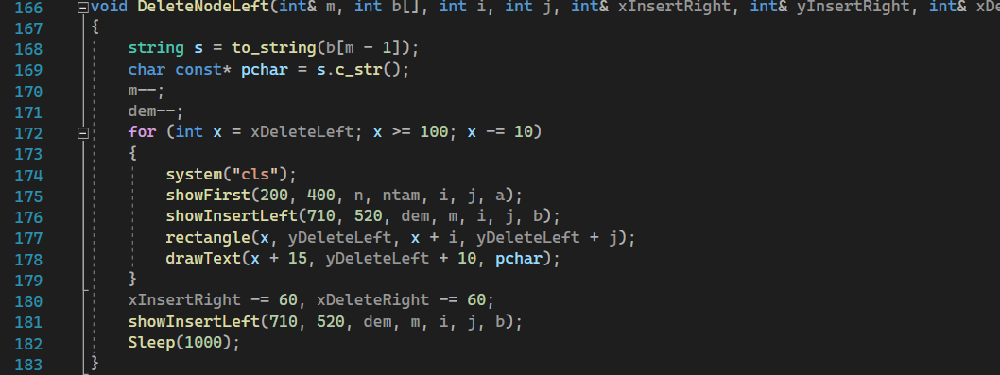 166 void DeleteNodeLeft(int& m, int b[], int i, int j, int& xInsertRight, int& yInsertRight, int& xDe
167 {
168 string s = to_string(b[m - 1]);
169 char const* pchar = s.c_str();
170 m--;
171 dem--;
172 for (int x = xDeleteLeft; x >= 100; x -= 10)
173 {
174 system("cls");
175 showFirst(200, 400, n, ntam, i, j, a);
176 showInsertLeft(710, 520, dem, m, i, j, b);
177 rectangle(x, yDeleteLeft, x + i, yDeleteLeft + j);
178 drawText(x + 15, yDeleteLeft + 10, pchar);
179 }
180 xInsertRight -= 60, xDeleteRight -= 60;
181 showInsertLeft(710, 520, dem, m, i, j, b);
182 Sleep(1000);
183 }